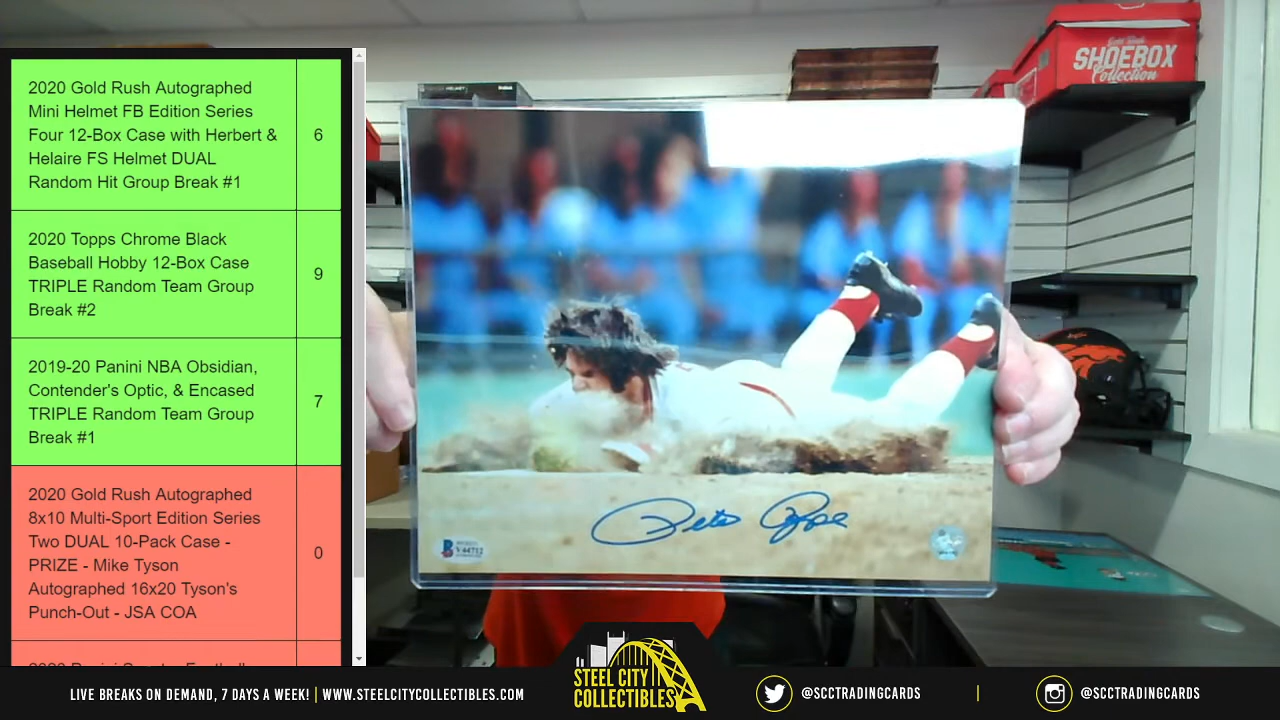 2020 Gold Rush Autographed
Mini Helmet FB Edition Series
Four 12-Box Case with Herbert &
Helaire FS Helmet DUAL
Random Hit Group Break #1
6
2020 Topps Chrome Black
Baseball Hobby 12-Box Case
TRIPLE Random Team Group
Break #2
9
2019-20 Panini NBA Obsidian,
Contender's Optic, & Encased
TRIPLE Random Team Group
Break #1
7
2020 Gold Rush Autographed
8x10 Multi-Sport Edition Series
Two DUAL 10-Pack Case -
PRIZE - Mike Tyson
Autographed 16x20 Tyson's
Punch-Out - JSA COA
0
Gold Rush
SHOEBOX
Collection
Pete Rose
V44712
LIVE BREAKS ON DEMAND, 7 DAYS A WEEK! | WWW.STEELCITYCOLLECTIBLES.COM
STEEL CITY
COLLECTIBLES
@SCCTRADINGCARDS
@SCCTRADINGCARDS